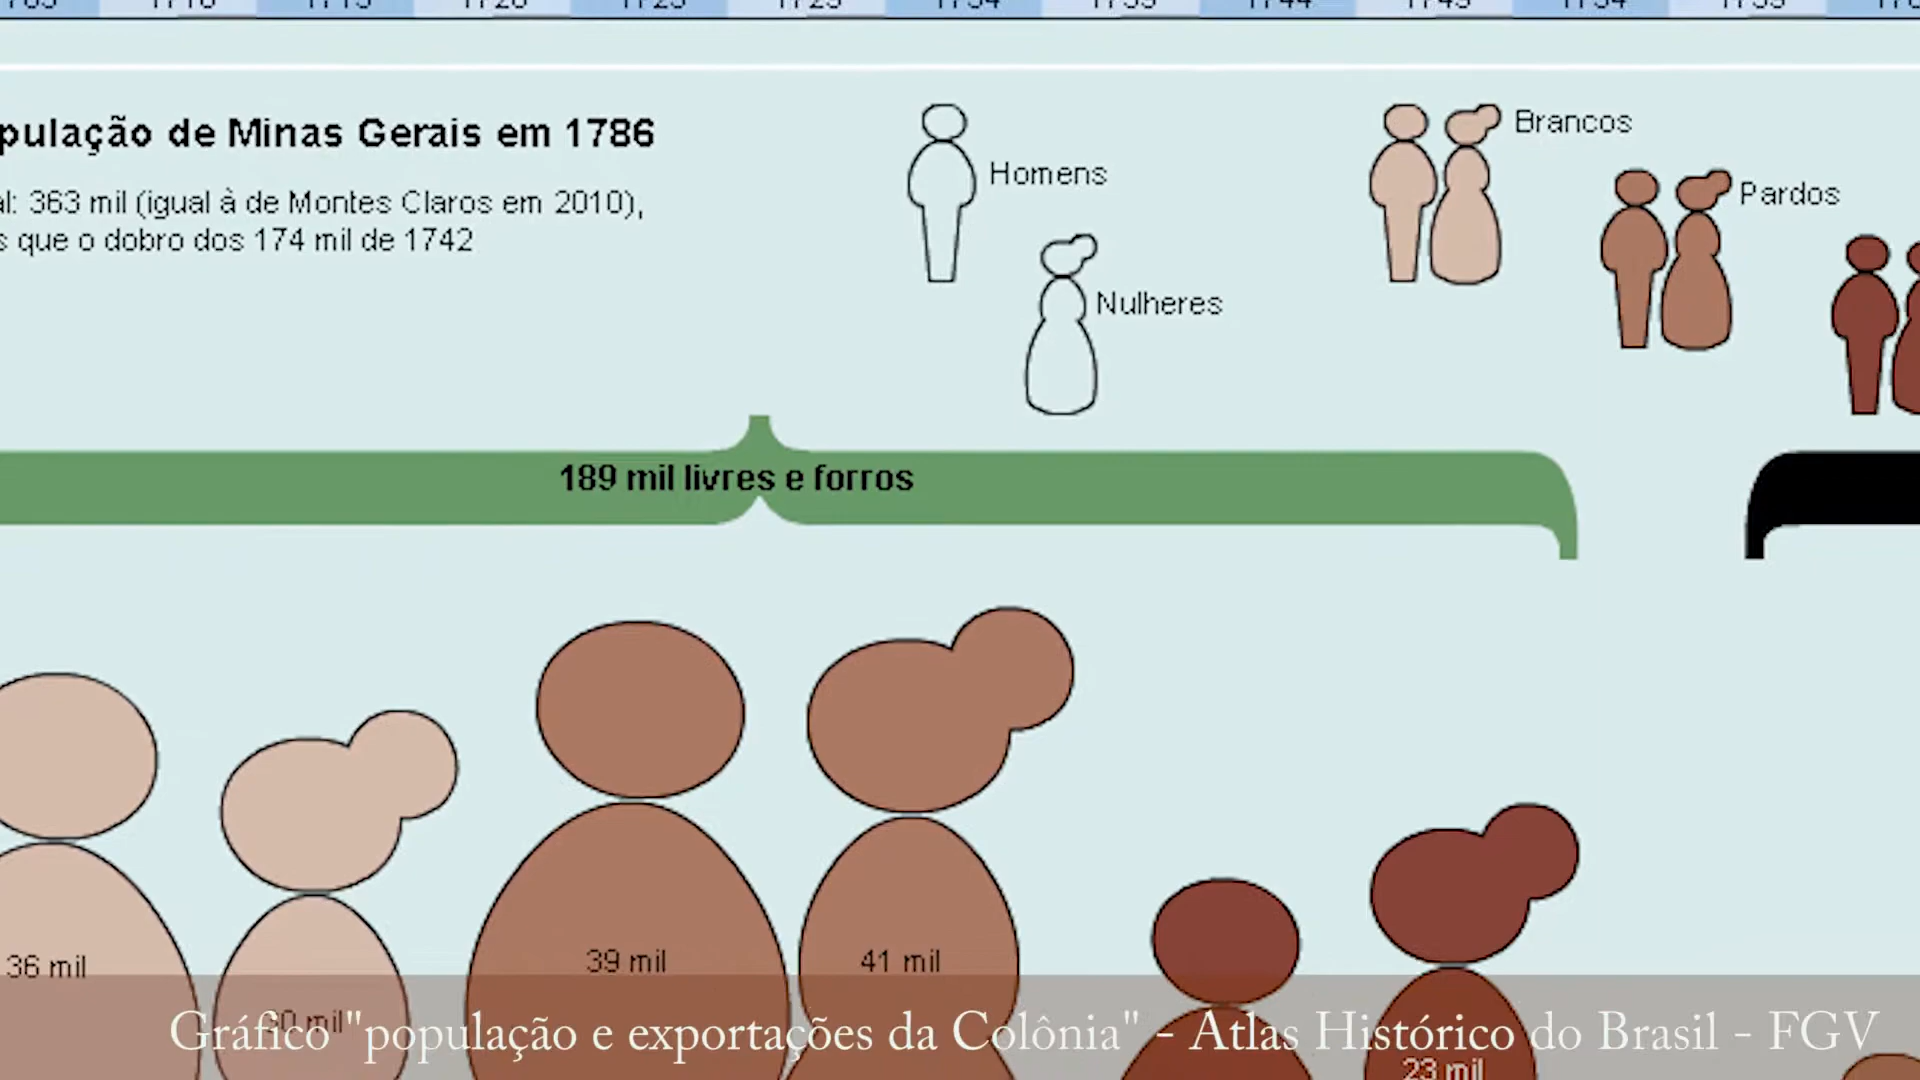 pulação de Minas Gerais em 1786
al: 363 mil (igual à de Montes Claros em 2010),
s que o dobro dos 174 mil de 1742
Homens
Nulheres
Brancos
Pardos
189 mil livres e forros
36 mil
30 mil
39 mil
41 mil
23 mil
Gráfico "população e exportações da Colônia" - Atlas Histórico do Brasil - FGV